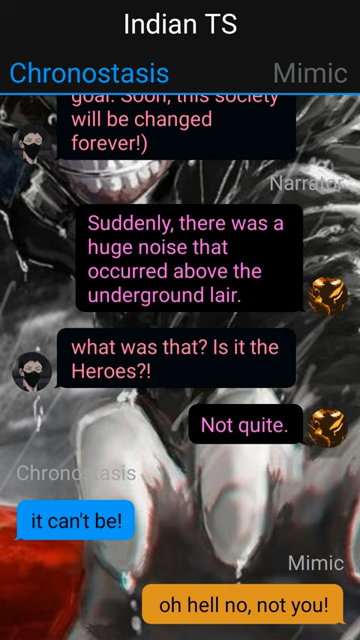 Indian TS
Chronostasis Mimic
goal. Soon, this society
will be changed
forever!)
Narrator
Suddenly, there was a
huge noise that
occurred above the
underground lair.
what was that? Is it the
Heroes?!
Not quite.
Chronostasis
it can't be!
Mimic
oh hell no, not you!